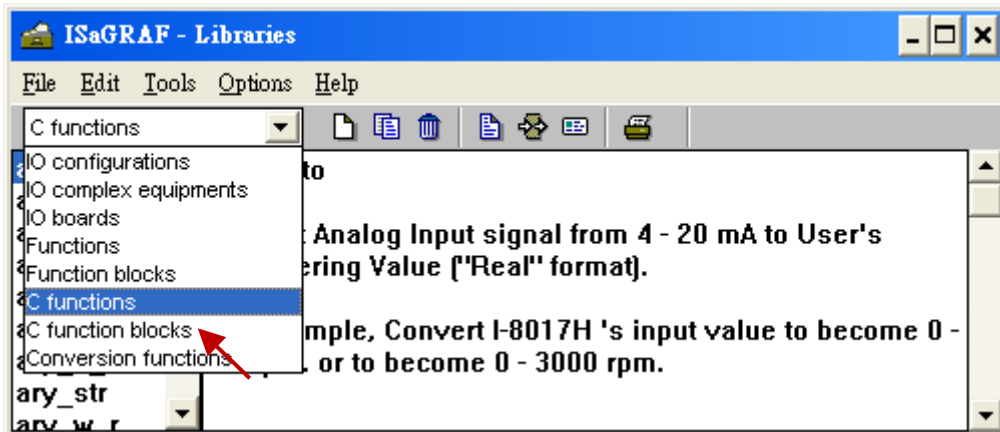 ISaGRAF - Libraries
File Edit Tools Options Help
C functions
IO configurations
IO complex equipments
IO boards
Functions
Function blocks
C functions
C function blocks
Conversion functions
ary_str
ary_w_r
to
Analog Input signal from 4 - 20 mA to User's
ering Value ("Real" format).
mple, Convert I-8017H 's input value to become 0 -
. or to become 0 - 3000 rpm.